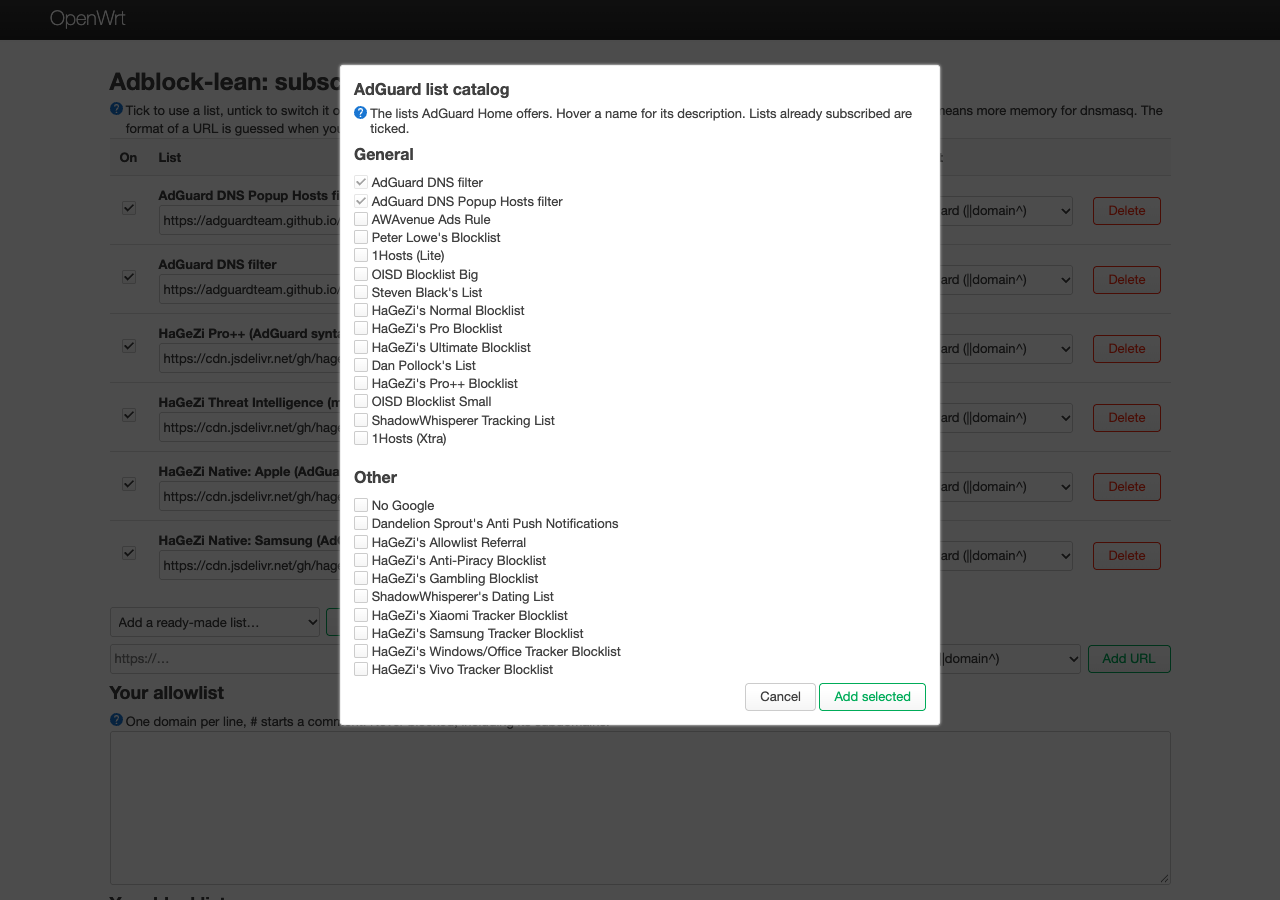 OpenWrt
Adblock-lean: subsc
Tick to use a list, untick to switch it o
means more memory for dnsmasq. The
format of a URL is guessed when you
On List
AdGuard DNS Popup Hosts fi
https://adguardteam.github.io/
ard (||domain^)
Delete
AdGuard DNS filter
https://adguardteam.github.io/
ard (||domain^)
Delete
HaGeZi Pro++ (AdGuard synta
https://cdn.jsdelivr.net/gh/hage
ard (||domain^)
Delete
HaGeZi Threat Intelligence (m
https://cdn.jsdelivr.net/gh/hage
ard (||domain^)
Delete
HaGeZi Native: Apple (AdGua
https://cdn.jsdelivr.net/gh/hage
ard (||domain^)
Delete
HaGeZi Native: Samsung (Ad
https://cdn.jsdelivr.net/gh/hage
ard (||domain^)
Delete
Add a ready-made list…
https://…
||domain^)
Add URL
Your allowlist
One domain per line, # starts a com
AdGuard list catalog
The lists AdGuard Home offers. Hover a name for its description. Lists already subscribed are
ticked.
General
AdGuard DNS filter
AdGuard DNS Popup Hosts filter
AWAvenue Ads Rule
Peter Lowe's Blocklist
1Hosts (Lite)
OISD Blocklist Big
Steven Black's List
HaGeZi's Normal Blocklist
HaGeZi's Pro Blocklist
HaGeZi's Ultimate Blocklist
Dan Pollock's List
HaGeZi's Pro++ Blocklist
OISD Blocklist Small
ShadowWhisperer Tracking List
1Hosts (Xtra)
Other
No Google
Dandelion Sprout's Anti Push Notifications
HaGeZi's Allowlist Referral
HaGeZi's Anti-Piracy Blocklist
HaGeZi's Gambling Blocklist
ShadowWhisperer's Dating List
HaGeZi's Xiaomi Tracker Blocklist
HaGeZi's Samsung Tracker Blocklist
HaGeZi's Windows/Office Tracker Blocklist
HaGeZi's Vivo Tracker Blocklist
Cancel
Add selected